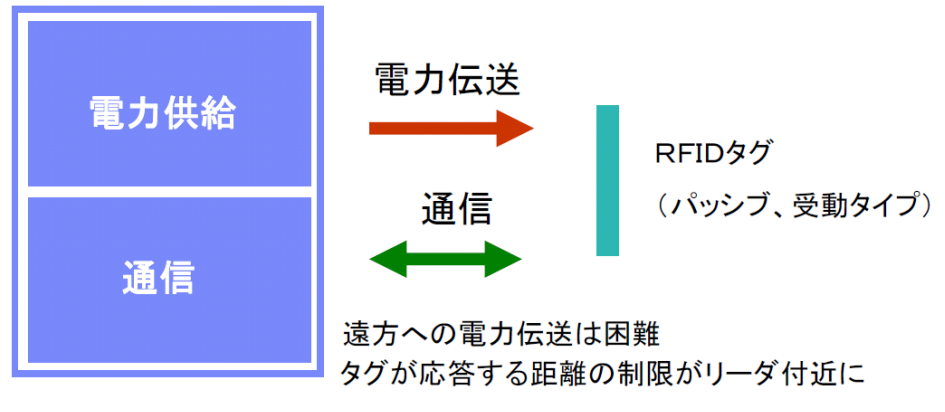 電力供給
電力伝送
RFIDタグ
（パッシブ、受動タイプ）
通信
通信
遠方への電力伝送は困難
タグが応答する距離の制限がリーダ付近に